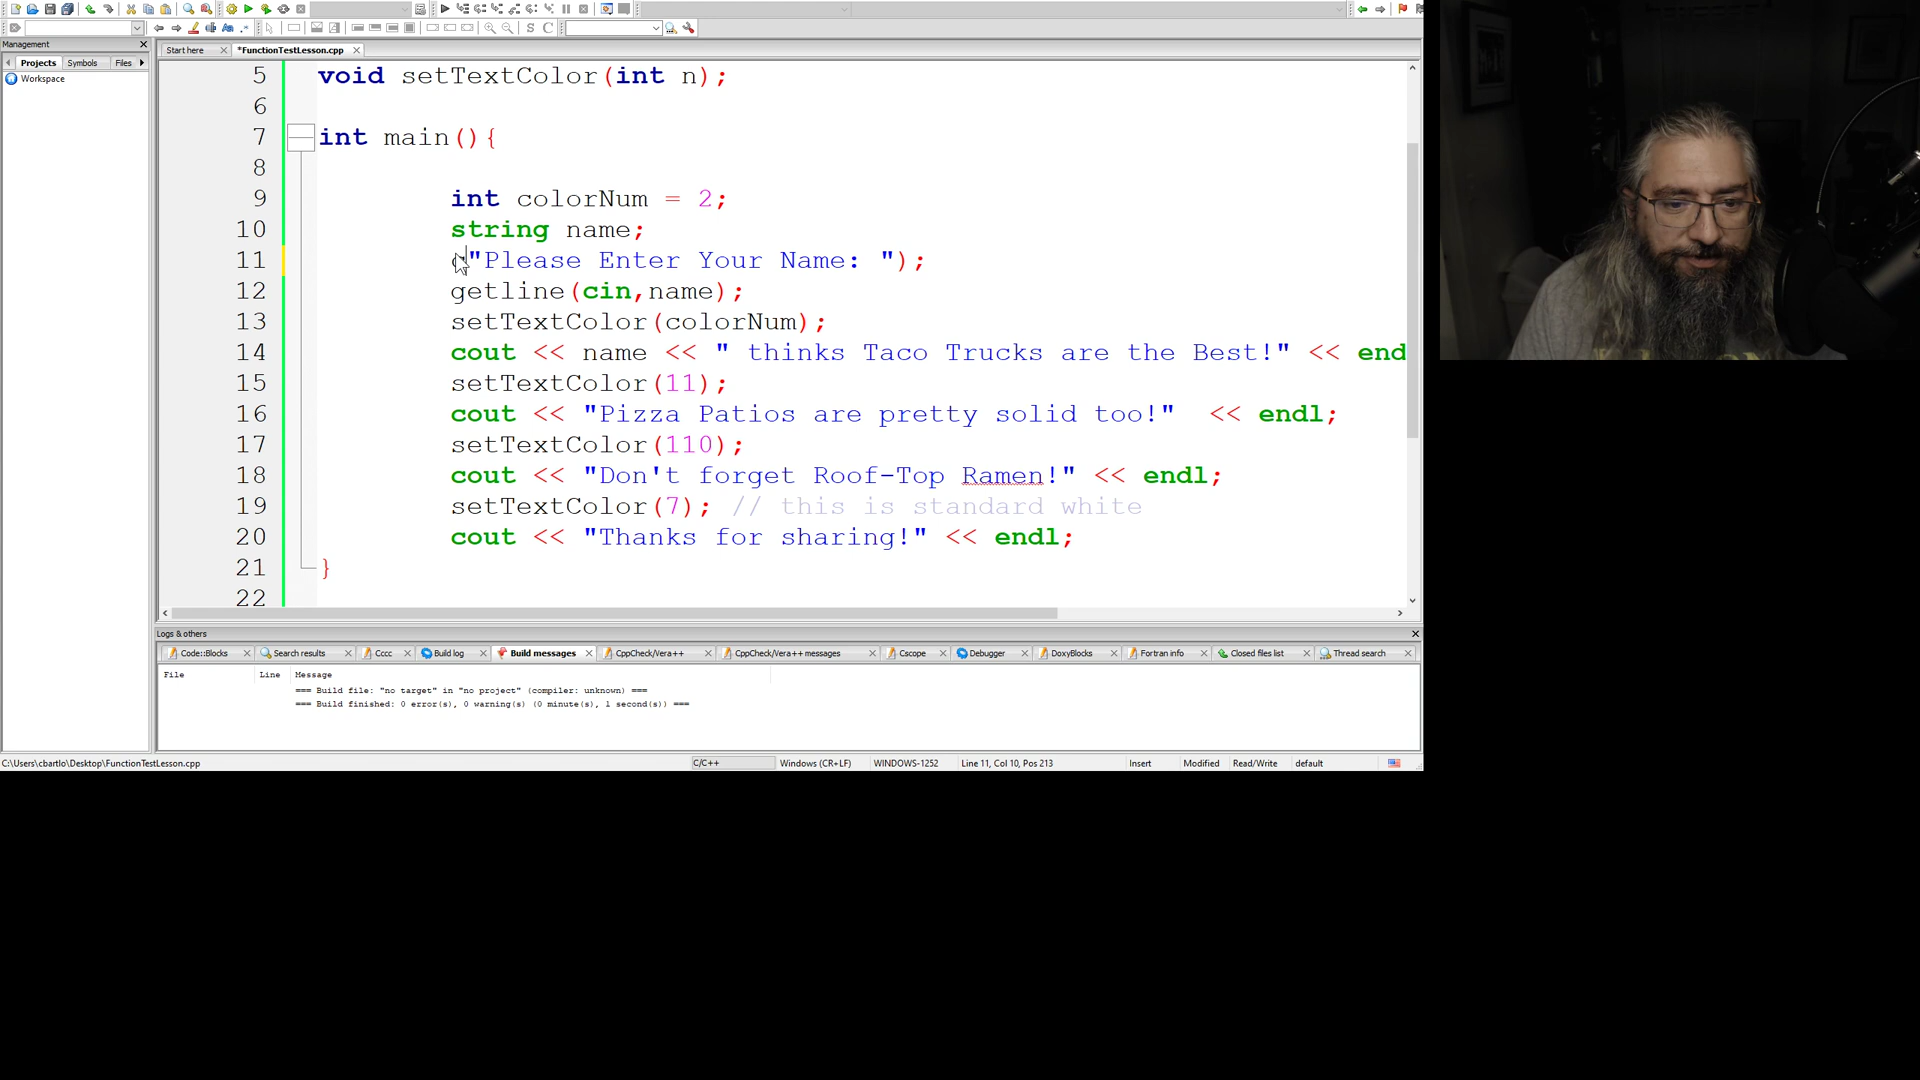 Management
Start here
*FunctionTestLesson.cpp
Projects Symbols Files
Workspace
5 void setTextColor(int n);
6
7 int main(){
8
9 int colorNum = 2;
10 string name;
11 c"Please Enter Your Name: ");
12 getline(cin,name);
13 setTextColor(colorNum);
14 cout << name << " thinks Taco Trucks are the Best!" << end
15 setTextColor(11);
16 cout << "Pizza Patios are pretty solid too!" << endl;
17 setTextColor(110);
18 cout << "Don't forget Roof-Top Ramen!" << endl;
19 setTextColor(7); // this is standard white
20 cout << "Thanks for sharing!" << endl;
21 }
22
Logs & others
Code::Blocks Search results Cccc Build log Build messages CppCheck/Vera++ CppCheck/Vera++ messages Cscope Debugger DoxyBlocks Fortran info Closed files list Thread search
File Line Message
=== Build file: "no target" in "no project" (compiler: unknown) ===
=== Build finished: 0 error(s), 0 warning(s) (0 minute(s), 1 second(s)) ===
C:\Users\cbartlo\Desktop\FunctionTestLesson.cpp C/C++ Windows (CR+LF) WINDOWS-1252 Line 11, Col 10, Pos 213 Insert Modified Read/Write default